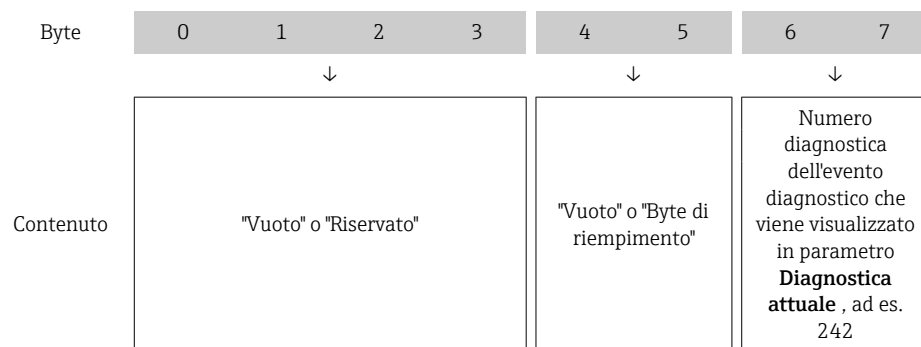 Byte 0 1 2 3 4 5 6 7
↓ ↓ ↓
Numero
diagnostica
dell'evento
diagnostico che
Contenuto "Vuoto" o "Riservato" "Vuoto" o "Byte di
riempimento" viene visualizzato
in parametro
Diagnostica
attuale , ad es.
242